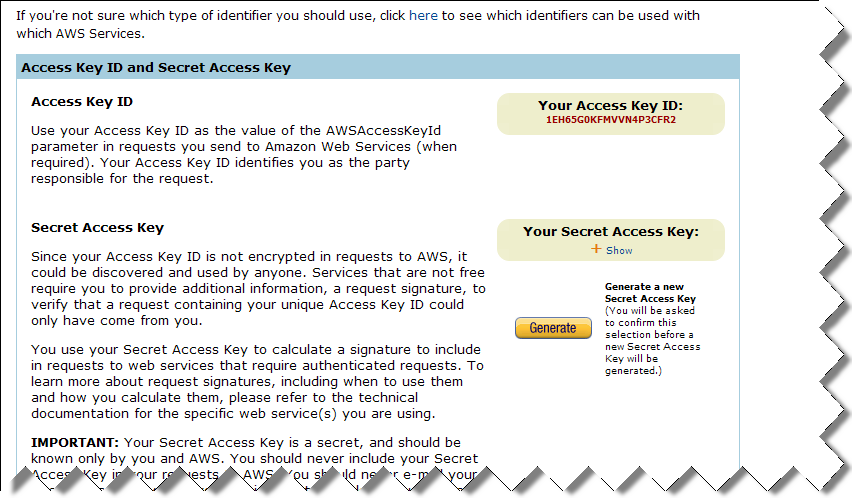 If you're not sure which type of identifier you should use, click here to see which identifiers can be used with
which AWS Services.
Access Key ID and Secret Access Key
Access Key ID
Use your Access Key ID as the value of the AWSAccessKeyId
parameter in requests you send to Amazon Web Services (when
required). Your Access Key ID identifies you as the party
responsible for the request.
Your Access Key ID:
1EH65G0KFMVVN4P3CFR2
Secret Access Key
Since your Access Key ID is not encrypted in requests to AWS, it
could be discovered and used by anyone. Services that are not free
require you to provide additional information, a request signature, to
verify that a request containing your unique Access Key ID could
only have come from you.
You use your Secret Access Key to calculate a signature to include
in requests to web services that require authenticated requests. To
learn more about request signatures, including when to use them
and how you calculate them, please refer to the technical
documentation for the specific web service(s) you are using.
IMPORTANT: Your Secret Access Key is a secret, and should be
known only by you and AWS. You should never include your Secret
Access Key in your requests to AWS. You should never e-mail your
Your Secret Access Key:
+ Show
Generate
Generate a new
Secret Access Key
(You will be asked
to confirm this
selection before a
new Secret Access
Key will be
generated.)